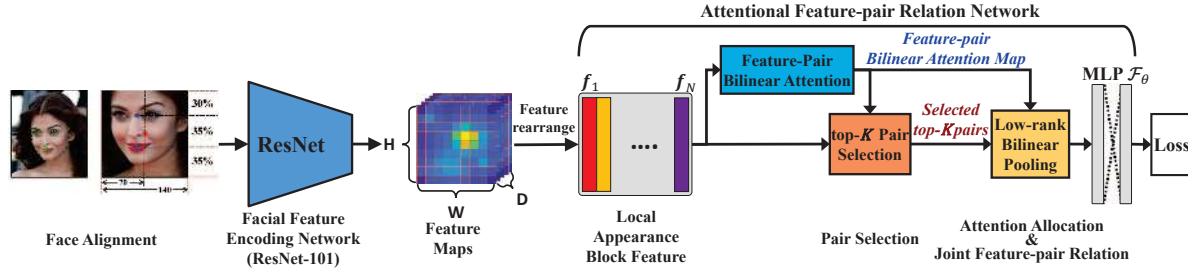 Attentional Feature-pair Relation Network
30%
35%
35%
70
140
Face Alignment
ResNet
Facial Feature
Encoding Network
(ResNet-101)
H
W
D
Feature
Maps
Feature
rearrange
f₁
f_N
....
Local
Appearance
Block Feature
Feature-Pair
Bilinear Attention
Feature-pair
Bilinear Attention Map
top-K Pair
Selection
Selected
top-K pairs
Pair Selection
Low-rank
Bilinear
Pooling
Attention Allocation
&
Joint Feature-pair Relation
MLP ℱ_θ
Loss